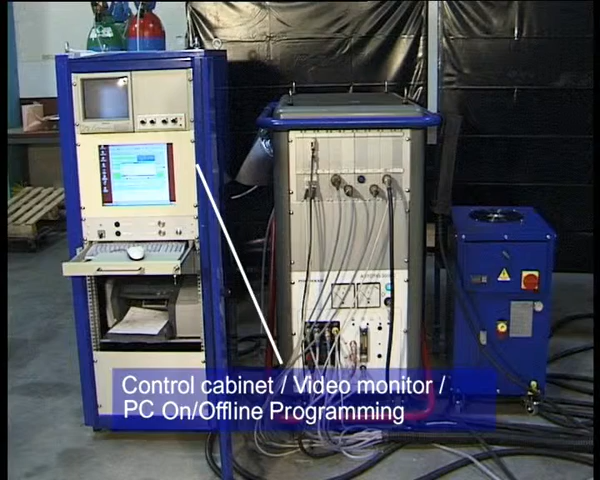 Control cabinet / Video monitor /
PC On/Offline Programming